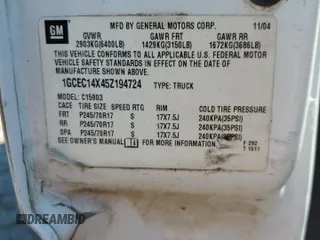 GM
MFD BY GENERAL MOTORS CORP. 11/04
GVWR GAWR FRT GAWR RR
2903KG(6400LB) 1429KG(3150LB) 1672KG(3686LB)
THIS VEHICLE CONFORMS TO ALL APPLICABLE U.S. FEDERAL MOTOR
VEHICLE SAFETY STANDARDS IN EFFECT ON THE DATE OF
MANUFACTURE SHOWN ABOVE.
1GCEC14X45Z194724 TYPE: TRUCK
C15903
CACE TIRE SIZE SPEED RTG RIM COLD TIRE PRESSURE
FRT P245/70R17 S 17X7.5J 240KPA(35PSI)
RR P245/70R17 S 17X7.5J 240KPA(35PSI)
SPA P245/70R17 S 17X7.5J 240KPA(35PSI)
SEE OWNER'S MANUAL
F 292
T 1511
DREAMBID